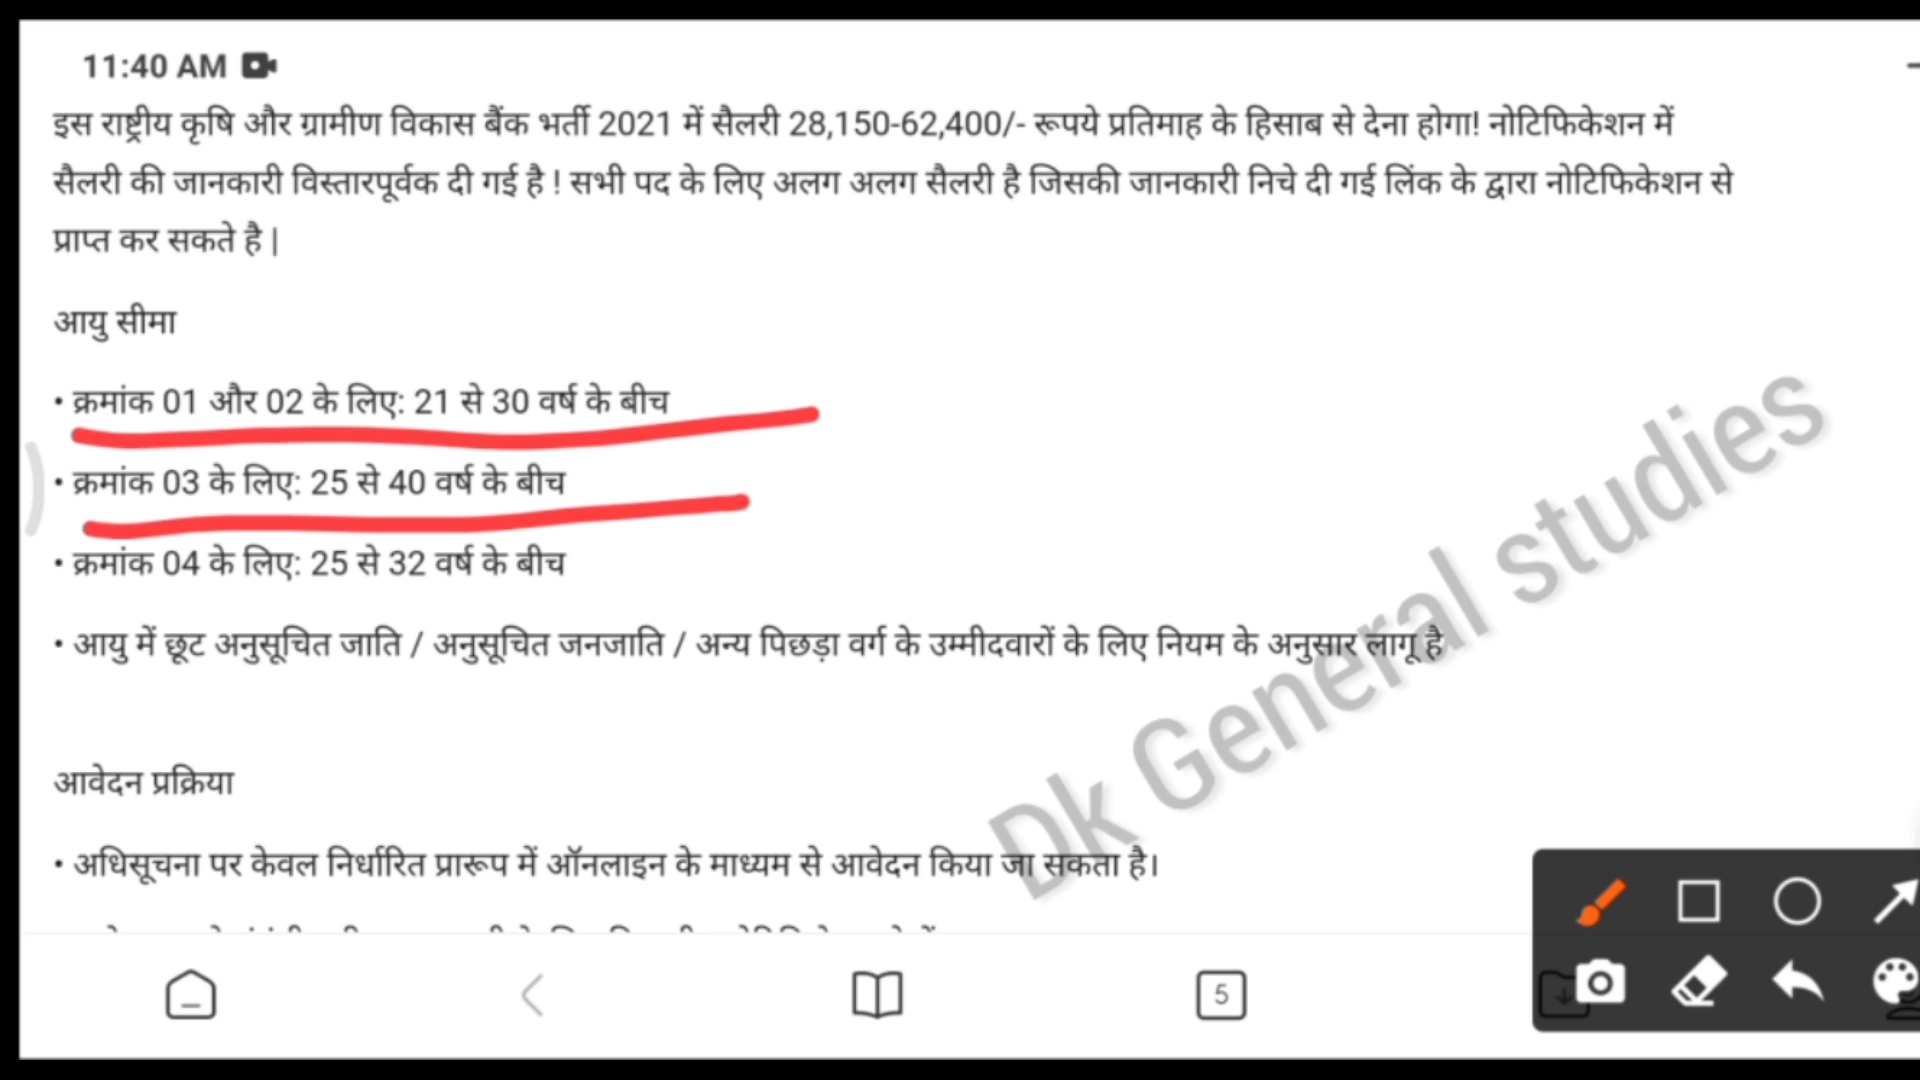 11:40 AM
इस राष्ट्रीय कृषि और ग्रामीण विकास बैंक भर्ती 2021 में सैलरी 28,150-62,400/- रूपये प्रतिमाह के हिसाब से देना होगा! नोटिफिकेशन में
सैलरी की जानकारी विस्तारपूर्वक दी गई है ! सभी पद के लिए अलग अलग सैलरी है जिसकी जानकारी निचे दी गई लिंक के द्वारा नोटिफिकेशन से
प्राप्त कर सकते है |
आयु सीमा
• क्रमांक 01 और 02 के लिए: 21 से 30 वर्ष के बीच
• क्रमांक 03 के लिए: 25 से 40 वर्ष के बीच
• क्रमांक 04 के लिए: 25 से 32 वर्ष के बीच
• आयु में छूट अनुसूचित जाति / अनुसूचित जनजाति / अन्य पिछड़ा वर्ग के उम्मीदवारों के लिए नियम के अनुसार लागू है
Dk General studies
आवेदन प्रक्रिया
• अधिसूचना पर केवल निर्धारित प्रारूप में ऑनलाइन के माध्यम से आवेदन किया जा सकता है।
5